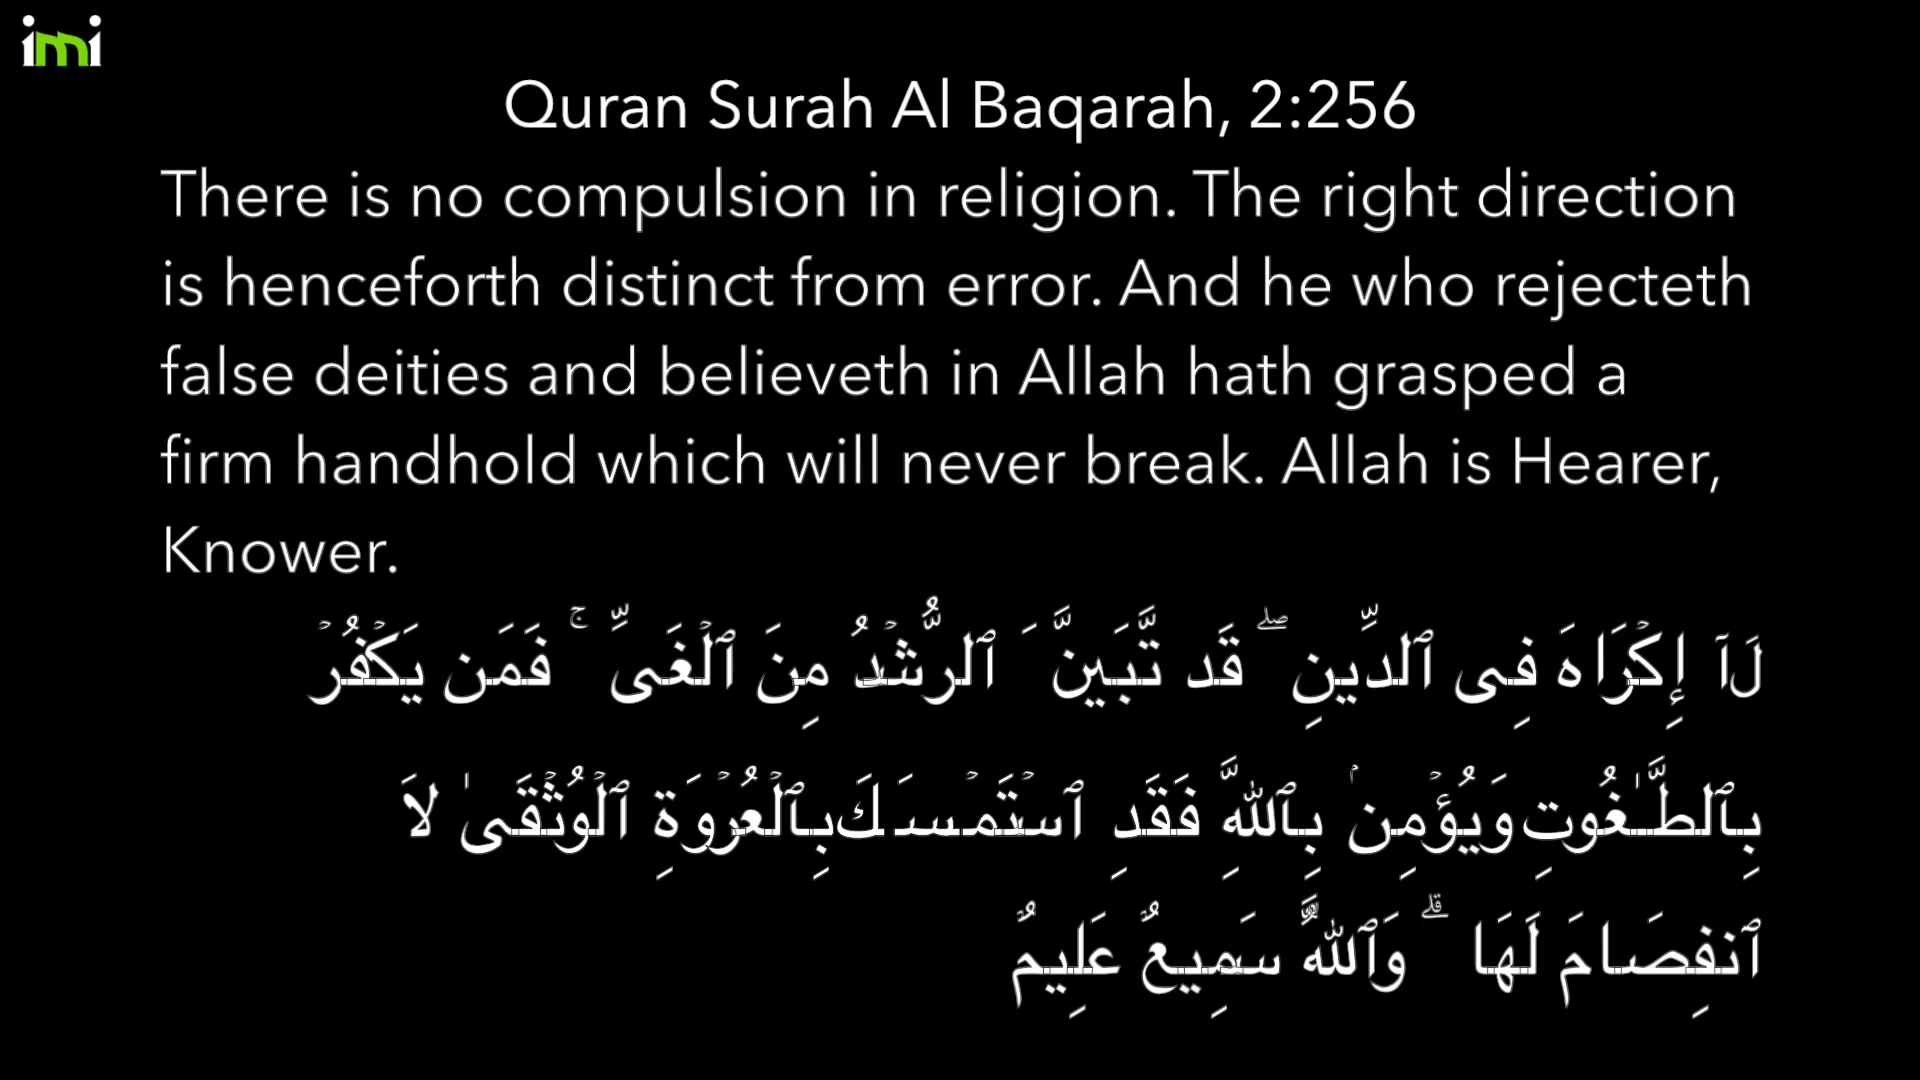 imi
Quran Surah Al Baqarah, 2:256
There is no compulsion in religion. The right direction
is henceforth distinct from error. And he who rejecteth
false deities and believeth in Allah hath grasped a
firm handhold which will never break. Allah is Hearer,
Knower.
لَآ إِكْرَاهَ فِى ٱلدِّينِ ۖ قَد تَّبَيَّنَ ٱلرُّشْدُ مِنَ ٱلْغَىِّ ۚ فَمَن يَكْفُرْ
بِٱلطَّـٰغُوتِ وَيُؤْمِنۢ بِٱللَّهِ فَقَدِ ٱسْتَمْسَكَ بِٱلْعُرْوَةِ ٱلْوُثْقَىٰ لَا
ٱنفِصَامَ لَهَا ۗ وَٱللَّهُ سَمِيعٌ عَلِيمٌ